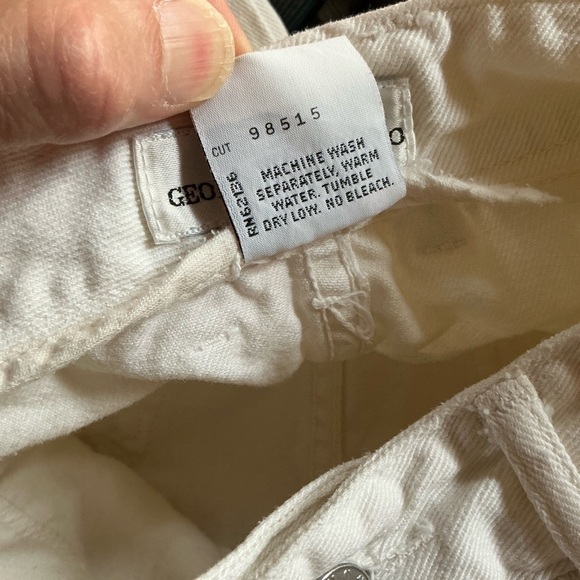 98515
CUT
MACHINE WASH
SEPARATELY, WARM
WATER. TUMBLE
DRY LOW. NO BLEACH.
RN62136
GEO
O